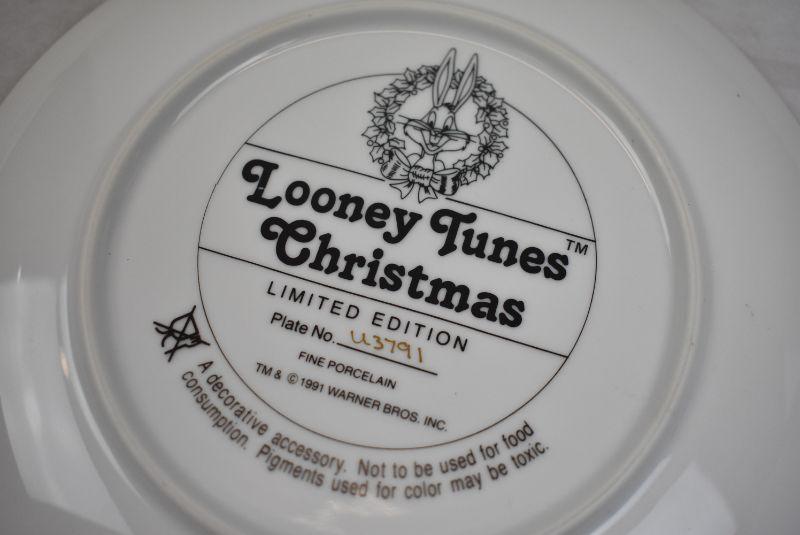 Looney Tunes™
Christmas
LIMITED EDITION
Plate No. U3791
FINE PORCELAIN
TM & ©1991 WARNER BROS. INC.
A decorative accessory. Not to be used for food
consumption. Pigments used for color may be toxic.